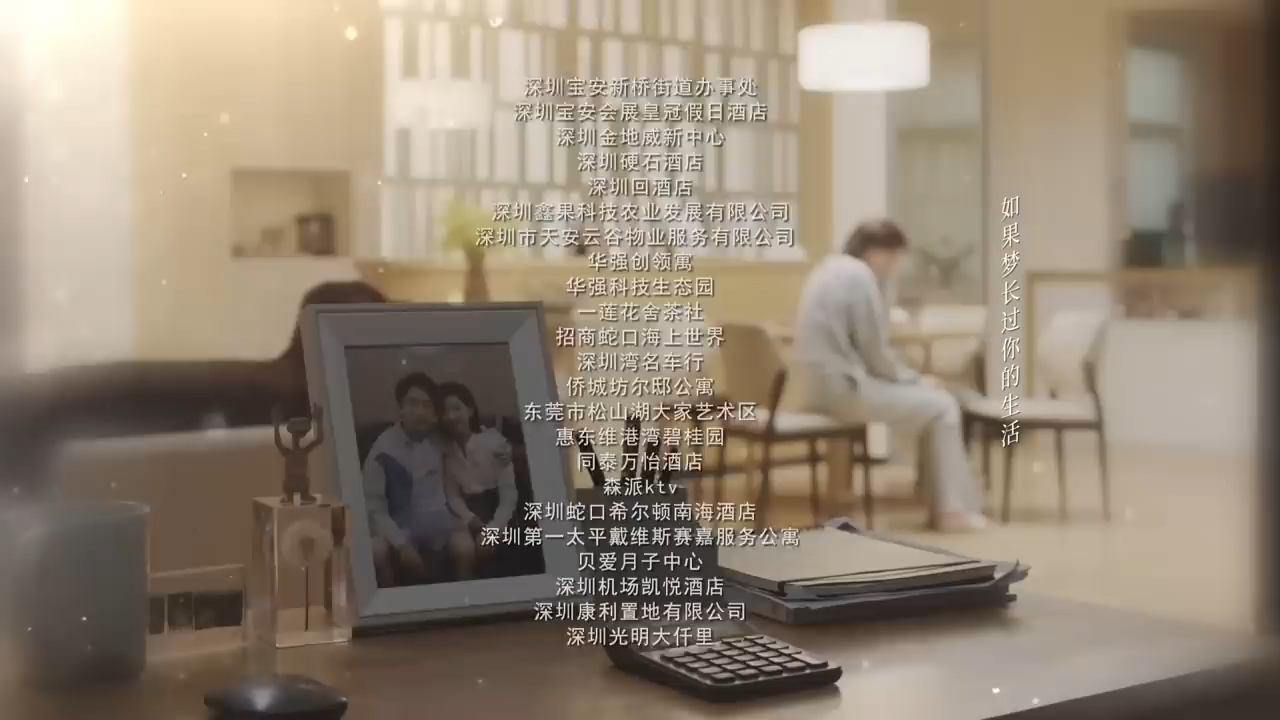 深圳宝安新桥街道办事处
深圳宝安会展皇冠假日酒店
深圳金地威新中心
深圳硬石酒店
深圳回酒店
深圳鑫果科技农业发展有限公司
深圳市天安云谷物业服务有限公司
华强创领寓
华强科技生态园
一莲花舍茶社
招商蛇口海上世界
深圳湾名车行
侨城坊尔邸公寓
东莞市松山湖大家艺术区
惠东维港湾碧桂园
同泰万怡酒店
森派ktv
深圳蛇口希尔顿南海酒店
深圳第一太平戴维斯赛嘉服务公寓
贝爱月子中心
深圳机场凯悦酒店
深圳康利置地有限公司
深圳光明大仟里
如果梦长过你的生活